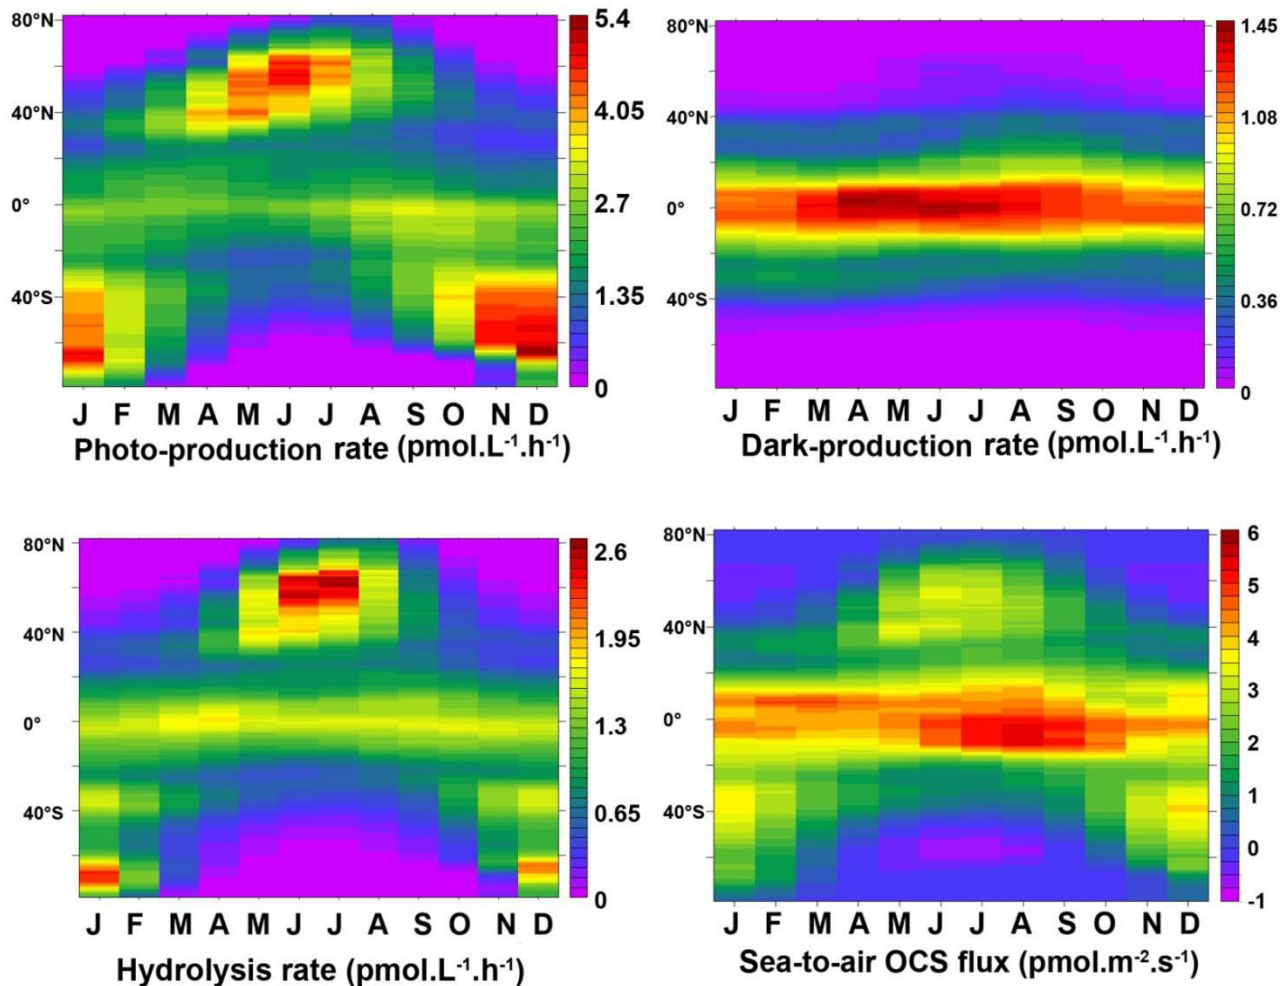 80°N
40°N
0°
40°S
5.4
4.05
2.7
1.35
0
J F M A M J J A S O N D
Photo-production rate (pmol.L⁻¹.h⁻¹)
80°N
40°N
0°
40°S
1.45
1.08
0.72
0.36
0
J F M A M J J A S O N D
Dark-production rate (pmol.L⁻¹.h⁻¹)
80°N
40°N
0°
40°S
2.6
1.95
1.3
0.65
0
J F M A M J J A S O N D
Hydrolysis rate (pmol.L⁻¹.h⁻¹)
80°N
40°N
0°
40°S
6
5
4
3
2
1
0
-1
J F M A M J J A S O N D
Sea-to-air OCS flux (pmol.m⁻².s⁻¹)